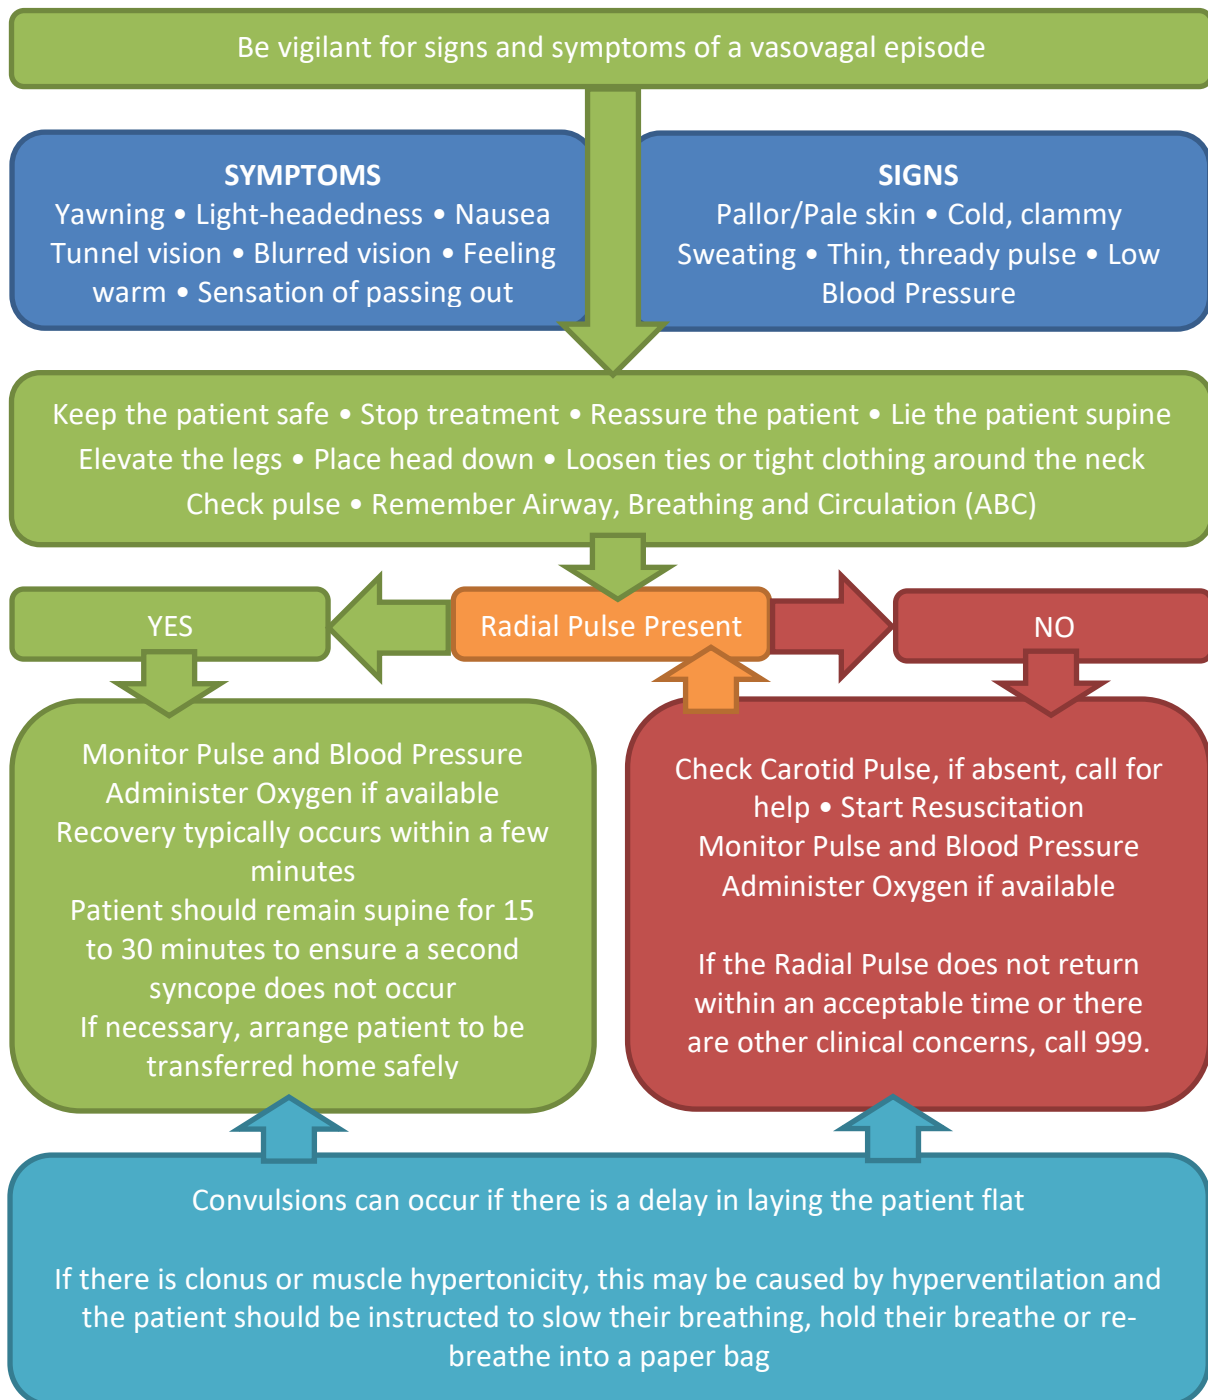 Be vigilant for signs and symptoms of a vasovagal episode
SYMPTOMS
Yawning • Light-headedness • Nausea
Tunnel vision • Blurred vision • Feeling
warm • Sensation of passing out
SIGNS
Pallor/Pale skin • Cold, clammy
Sweating • Thin, thready pulse • Low
Blood Pressure
Keep the patient safe • Stop treatment • Reassure the patient • Lie the patient supine
Elevate the legs • Place head down • Loosen ties or tight clothing around the neck
Check pulse • Remember Airway, Breathing and Circulation (ABC)
YES
Radial Pulse Present
NO
Monitor Pulse and Blood Pressure
Administer Oxygen if available
Recovery typically occurs within a few
minutes
Patient should remain supine for 15
to 30 minutes to ensure a second
syncope does not occur
If necessary, arrange patient to be
transferred home safely
Check Carotid Pulse, if absent, call for
help • Start Resuscitation
Monitor Pulse and Blood Pressure
Administer Oxygen if available
If the Radial Pulse does not return
within an acceptable time or there
are other clinical concerns, call 999.
Convulsions can occur if there is a delay in laying the patient flat
If there is clonus or muscle hypertonicity, this may be caused by hyperventilation and
the patient should be instructed to slow their breathing, hold their breathe or re-
breathe into a paper bag